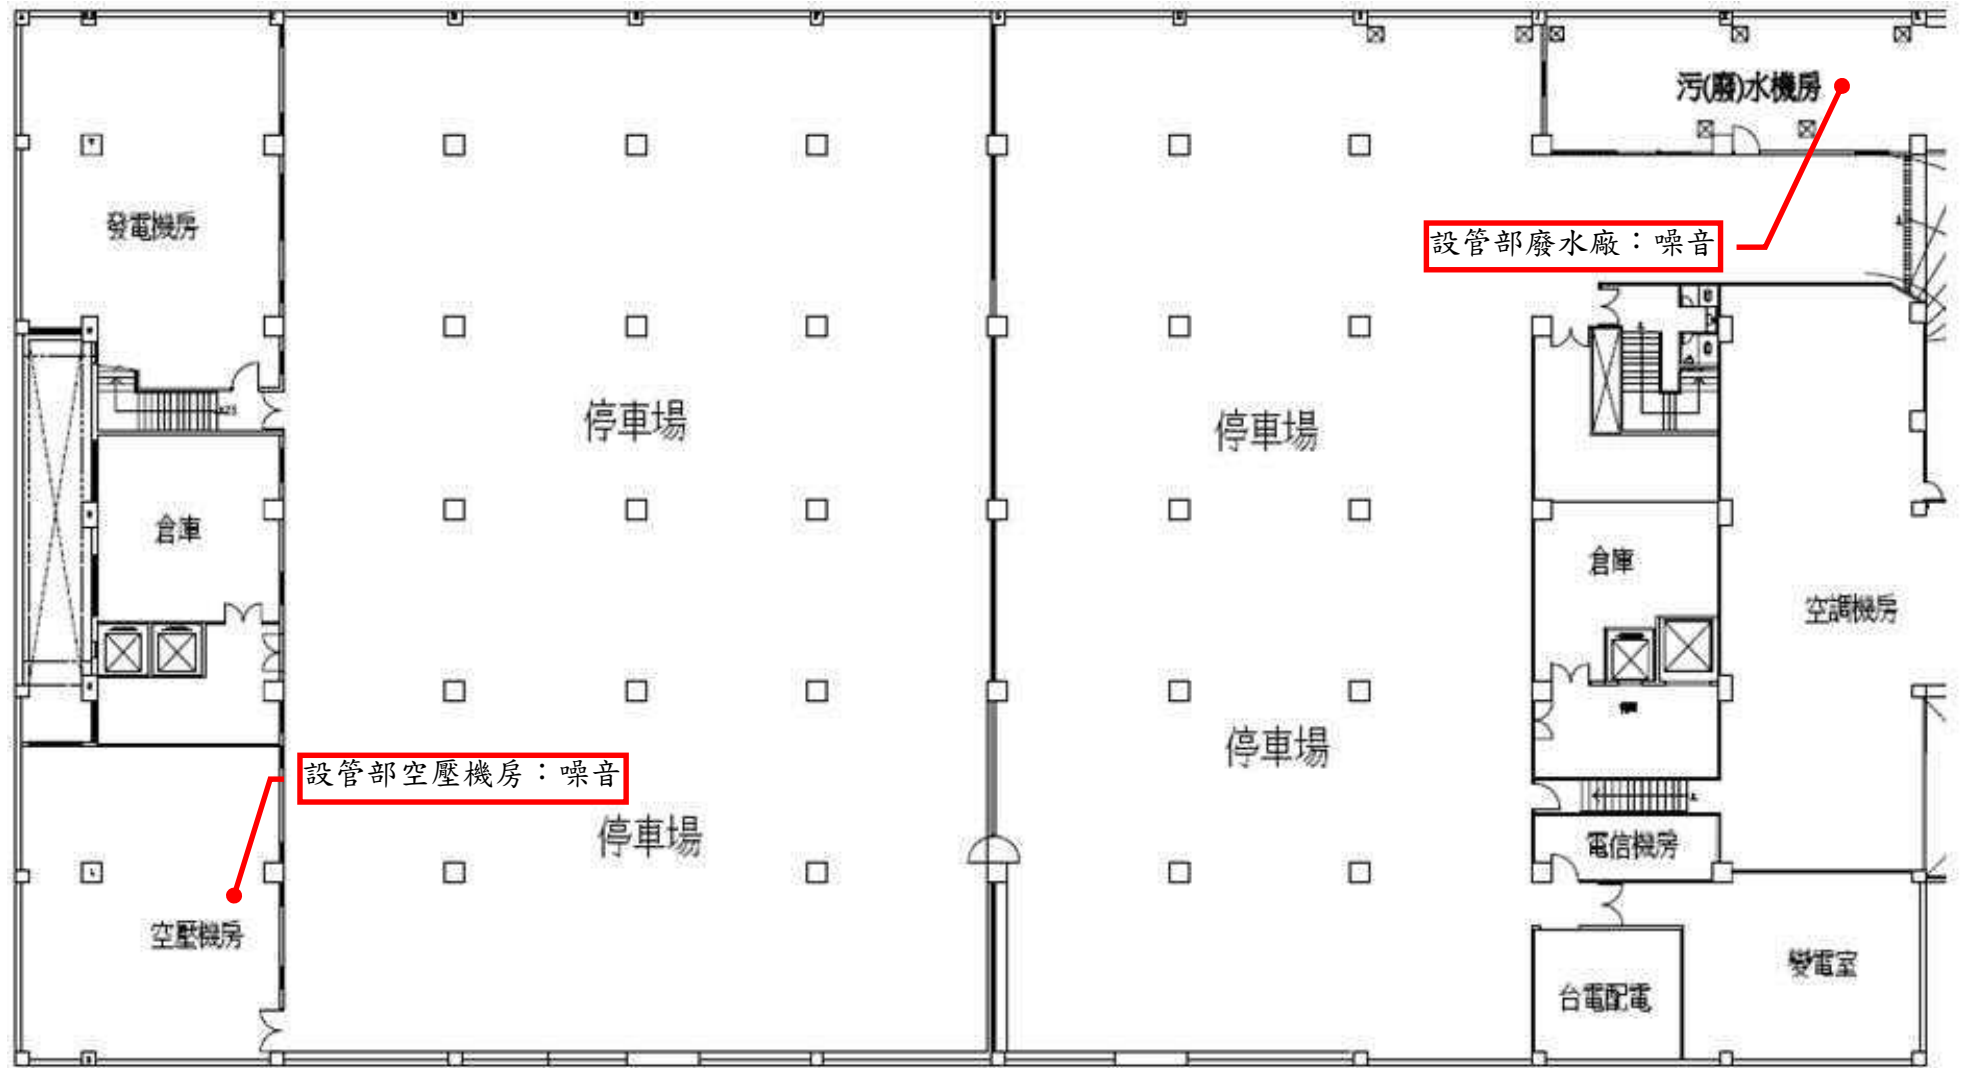 污(廢)水機房
發電機房
設管部廢水廠：噪音
停車場
停車場
倉庫
倉庫
空調機房
停車場
設管部空壓機房：噪音
停車場
電信機房
空壓機房
變電室
台電配電